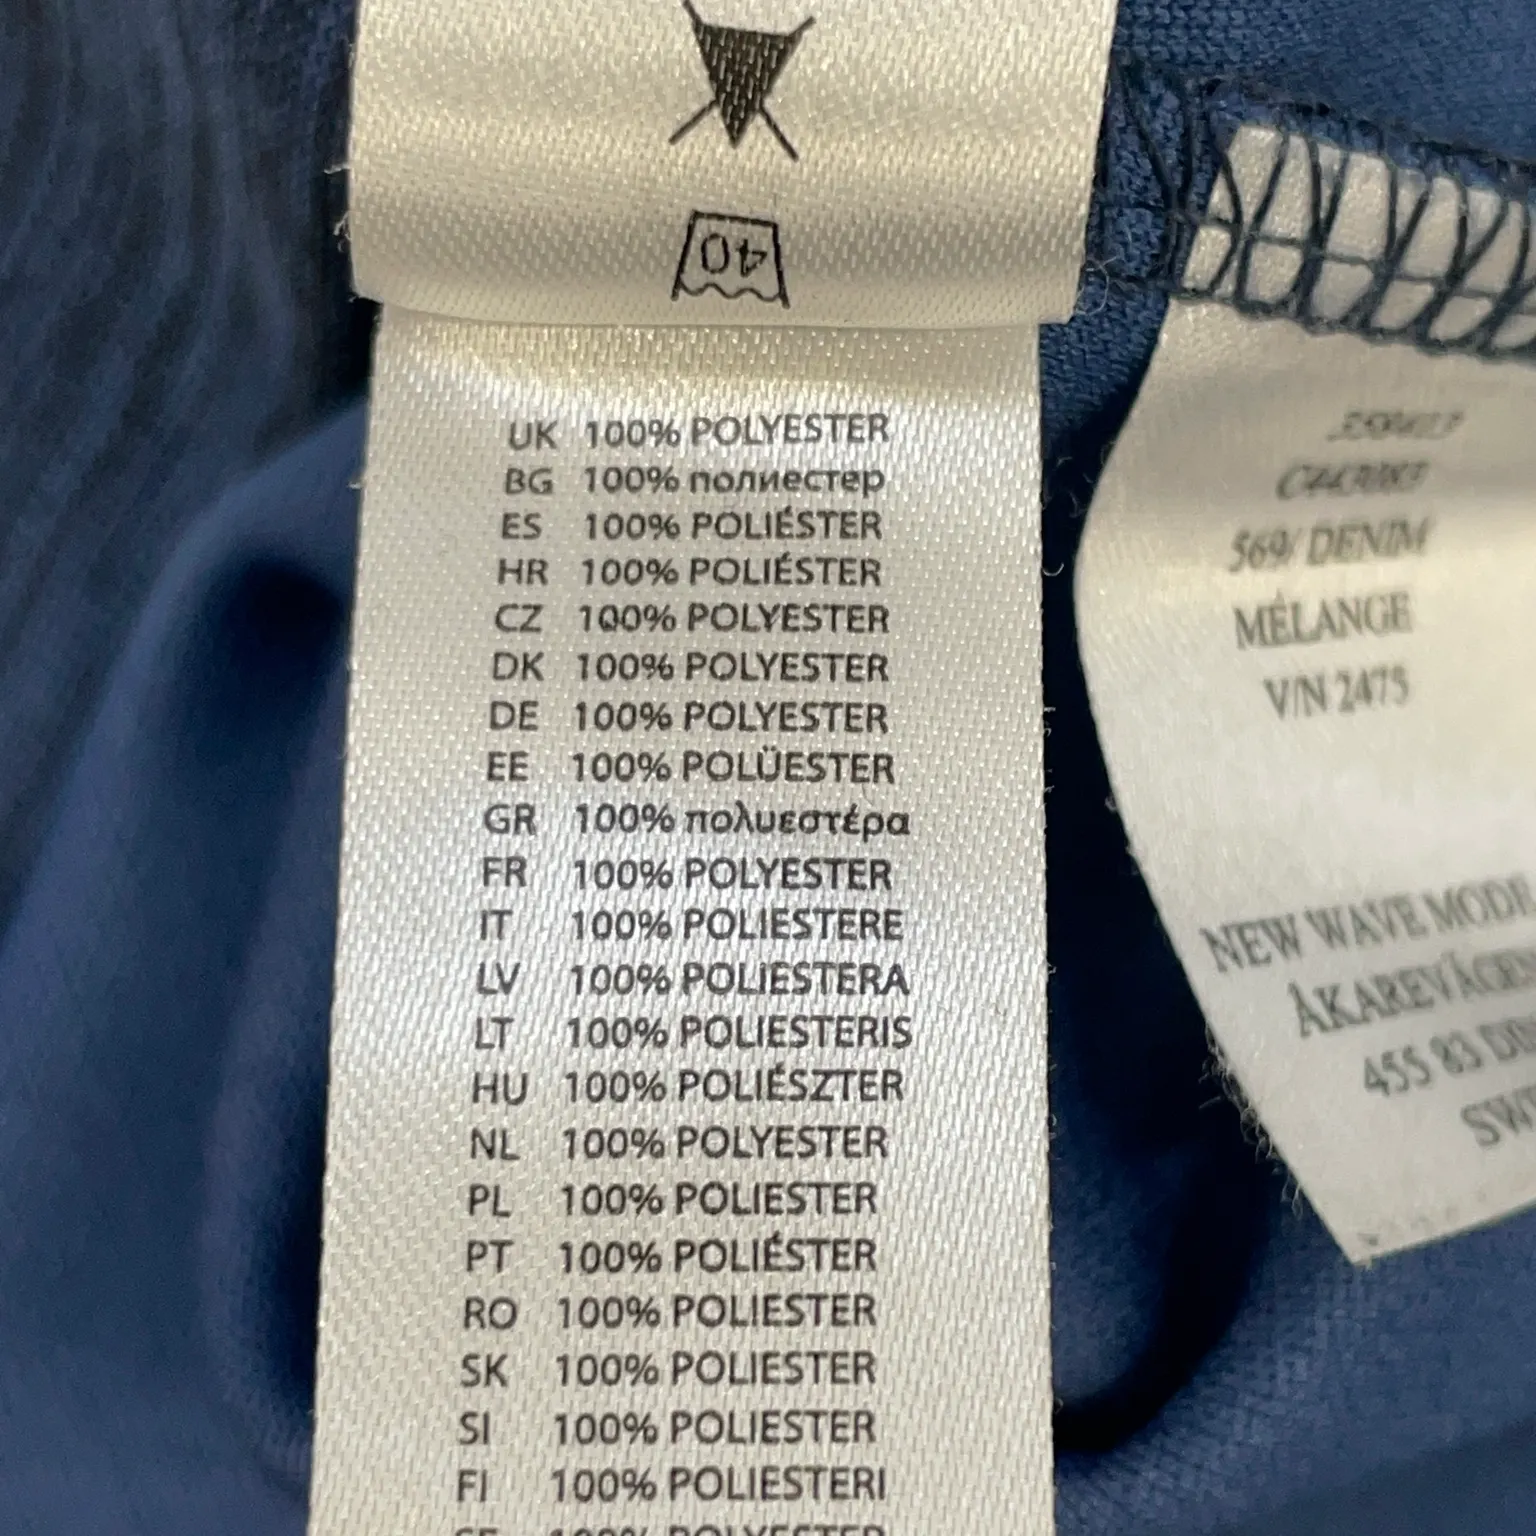 40
UK 100% POLYESTER
BG 100% полиестер
ES 100% POLIÉSTER
HR 100% POLIÉSTER
CZ 100% POLYESTER
DK 100% POLYESTER
DE 100% POLYESTER
EE 100% POLÜESTER
GR 100% πολυεστέρα
FR 100% POLYESTER
IT 100% POLIESTERE
LV 100% POLIESTERA
LT 100% POLIESTERIS
HU 100% POLIÉSZTER
NL 100% POLYESTER
PL 100% POLIESTER
PT 100% POLIÉSTER
RO 100% POLIESTER
SK 100% POLIESTER
SI 100% POLIESTER
FI 100% POLIESTERI
SE 100% POLYESTER
569/ DENIM
MÉLANGE
V/N 2475
NEW WAVE MODE
ÅKAREVÄGEN
455 83